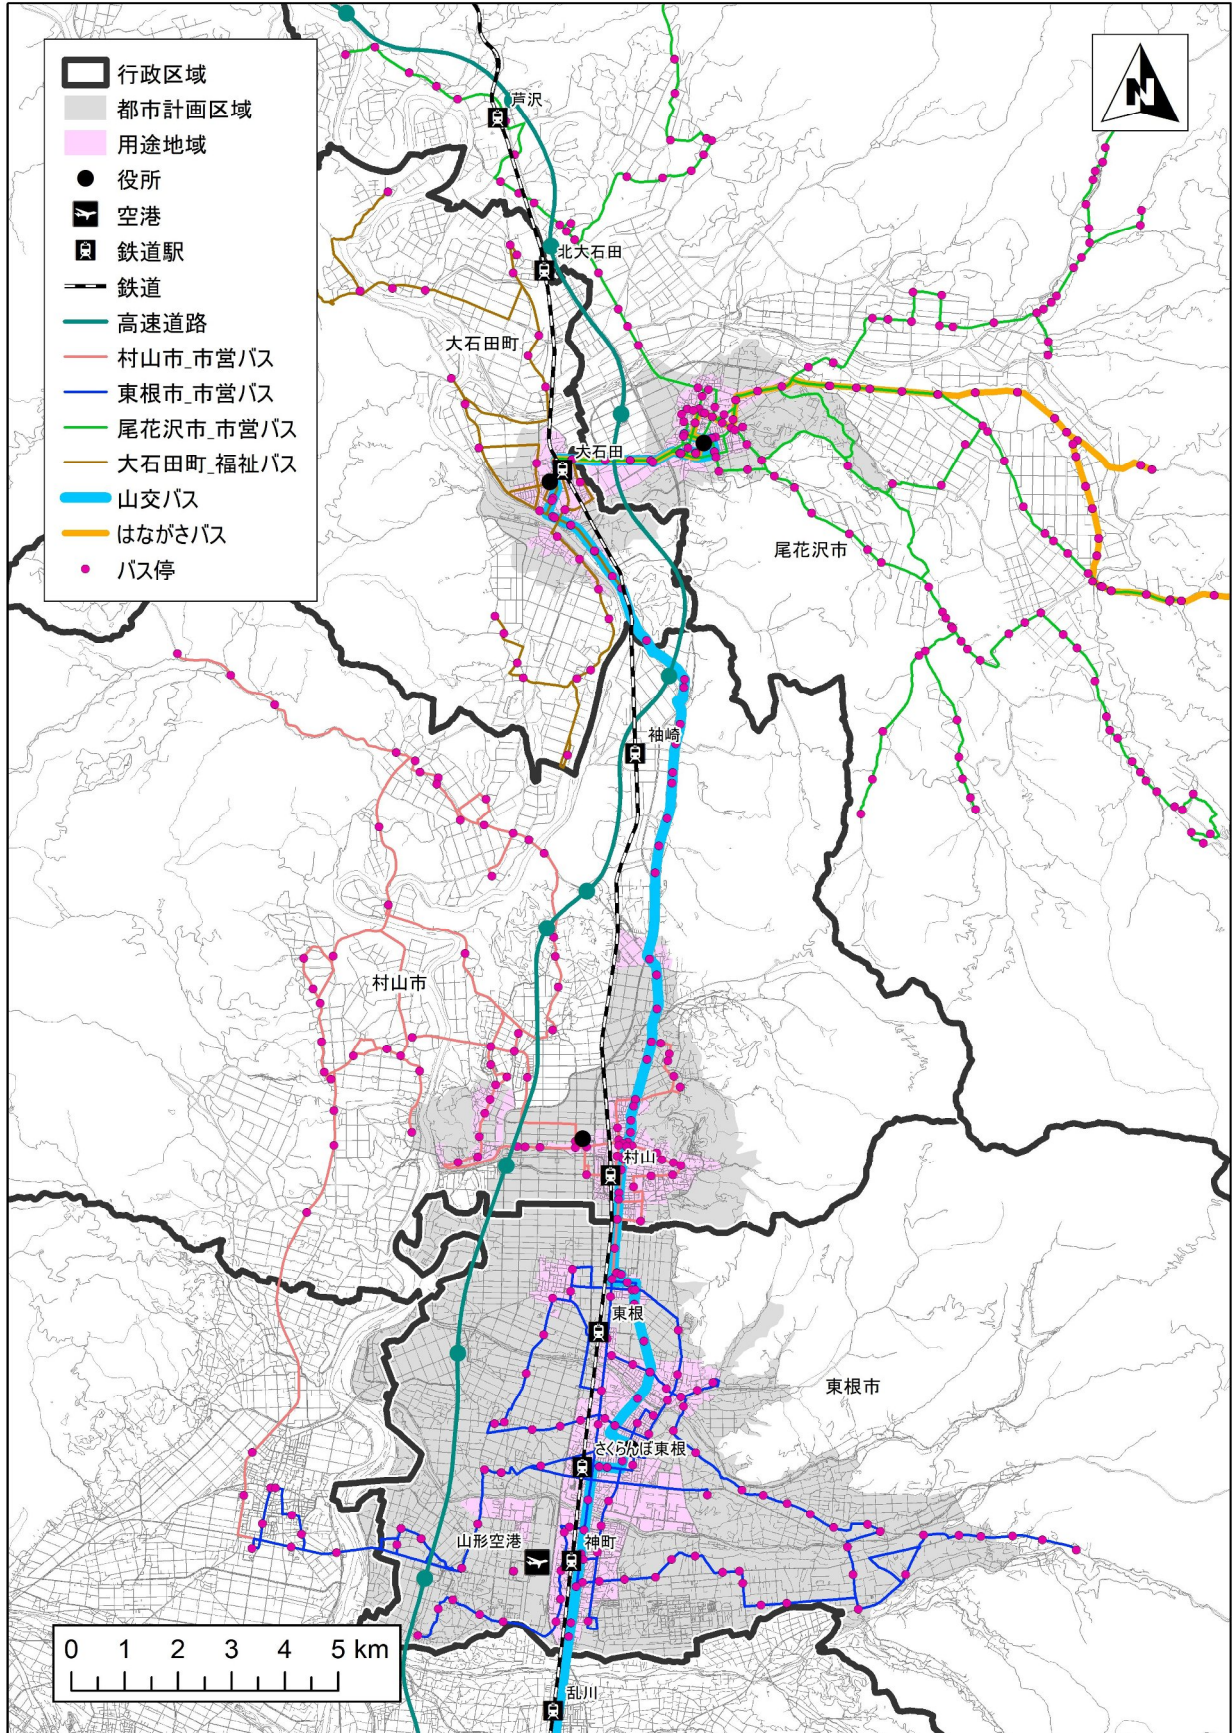 行政区域
都市計画区域
用途地域
役所
空港
鉄道駅
鉄道
高速道路
村山市_市営バス
東根市_市営バス
尾花沢市_市営バス
大石田町_福祉バス
山交バス
はながさバス
バス停
N
芦沢
北大石田
大石田町
大石田
尾花沢市
袖崎
村山市
村山
東根
東根市
さくらんぼ東根
山形空港
神町
乱川
0 1 2 3 4 5 km